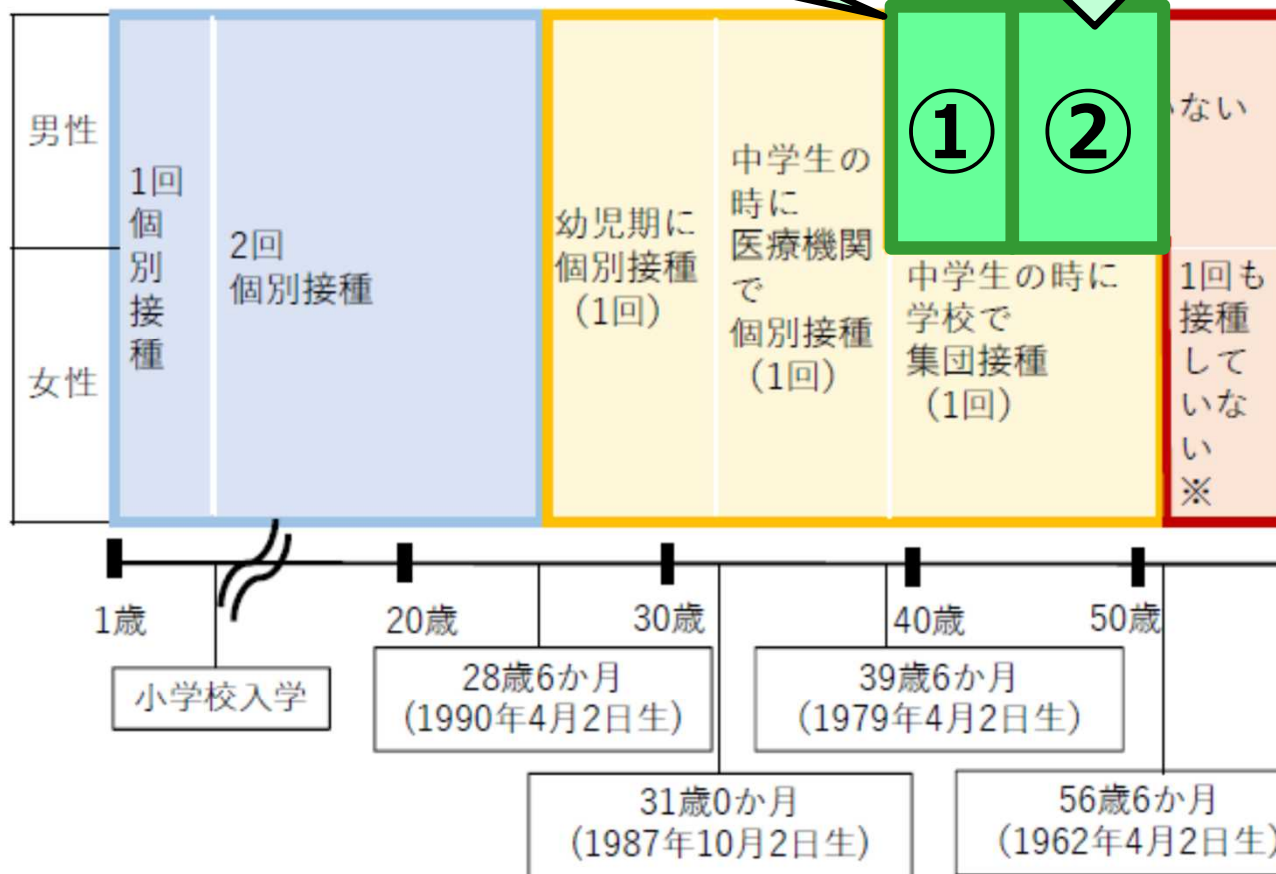 男性
女性
1回
個
別
接
種
2回
個別接種
幼児期に
個別接種
（1回）
中学生の
時に
医療機関
で
個別接種
（1回）
①
②
いない
中学生の時に
学校で
集団接種
（1回）
1回も
接種
して
いな
い
※
1歳
20歳
30歳
40歳
50歳
小学校入学
28歳6か月
(1990年4月2日生)
39歳6か月
(1979年4月2日生)
31歳0か月
(1987年10月2日生)
56歳6か月
(1962年4月2日生)